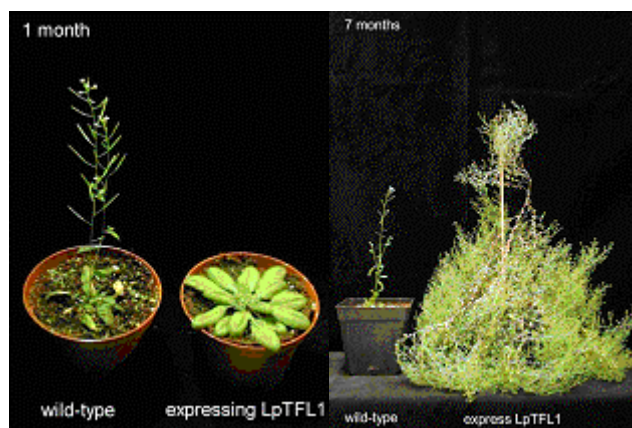 1 month
wild-type
expressing LpTFL1
7 months
wild-type
express LpTFL1